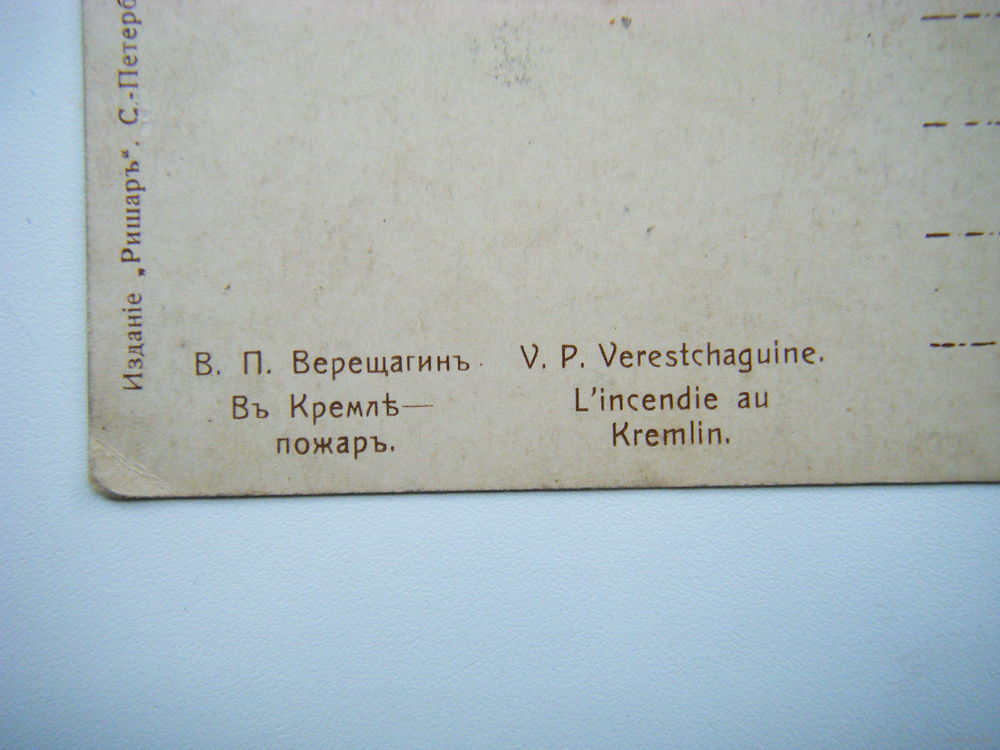 Изданіе „Ришаръ“. С.-Петерб
В. П. Верещагинъ.
Въ Кремлѣ—
пожаръ.
V. P. Verestchaguine.
L'incendie au
Kremlin.